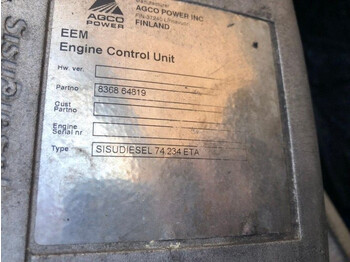 AGCO
POWER
AGCO POWER INC
FINLAND
EEM
Engine Control Unit
Hw. ver.
Partno 8368 64819
Cust
Partno
Engine
Serial nr
Type SISUDIESEL 74 234 ETA